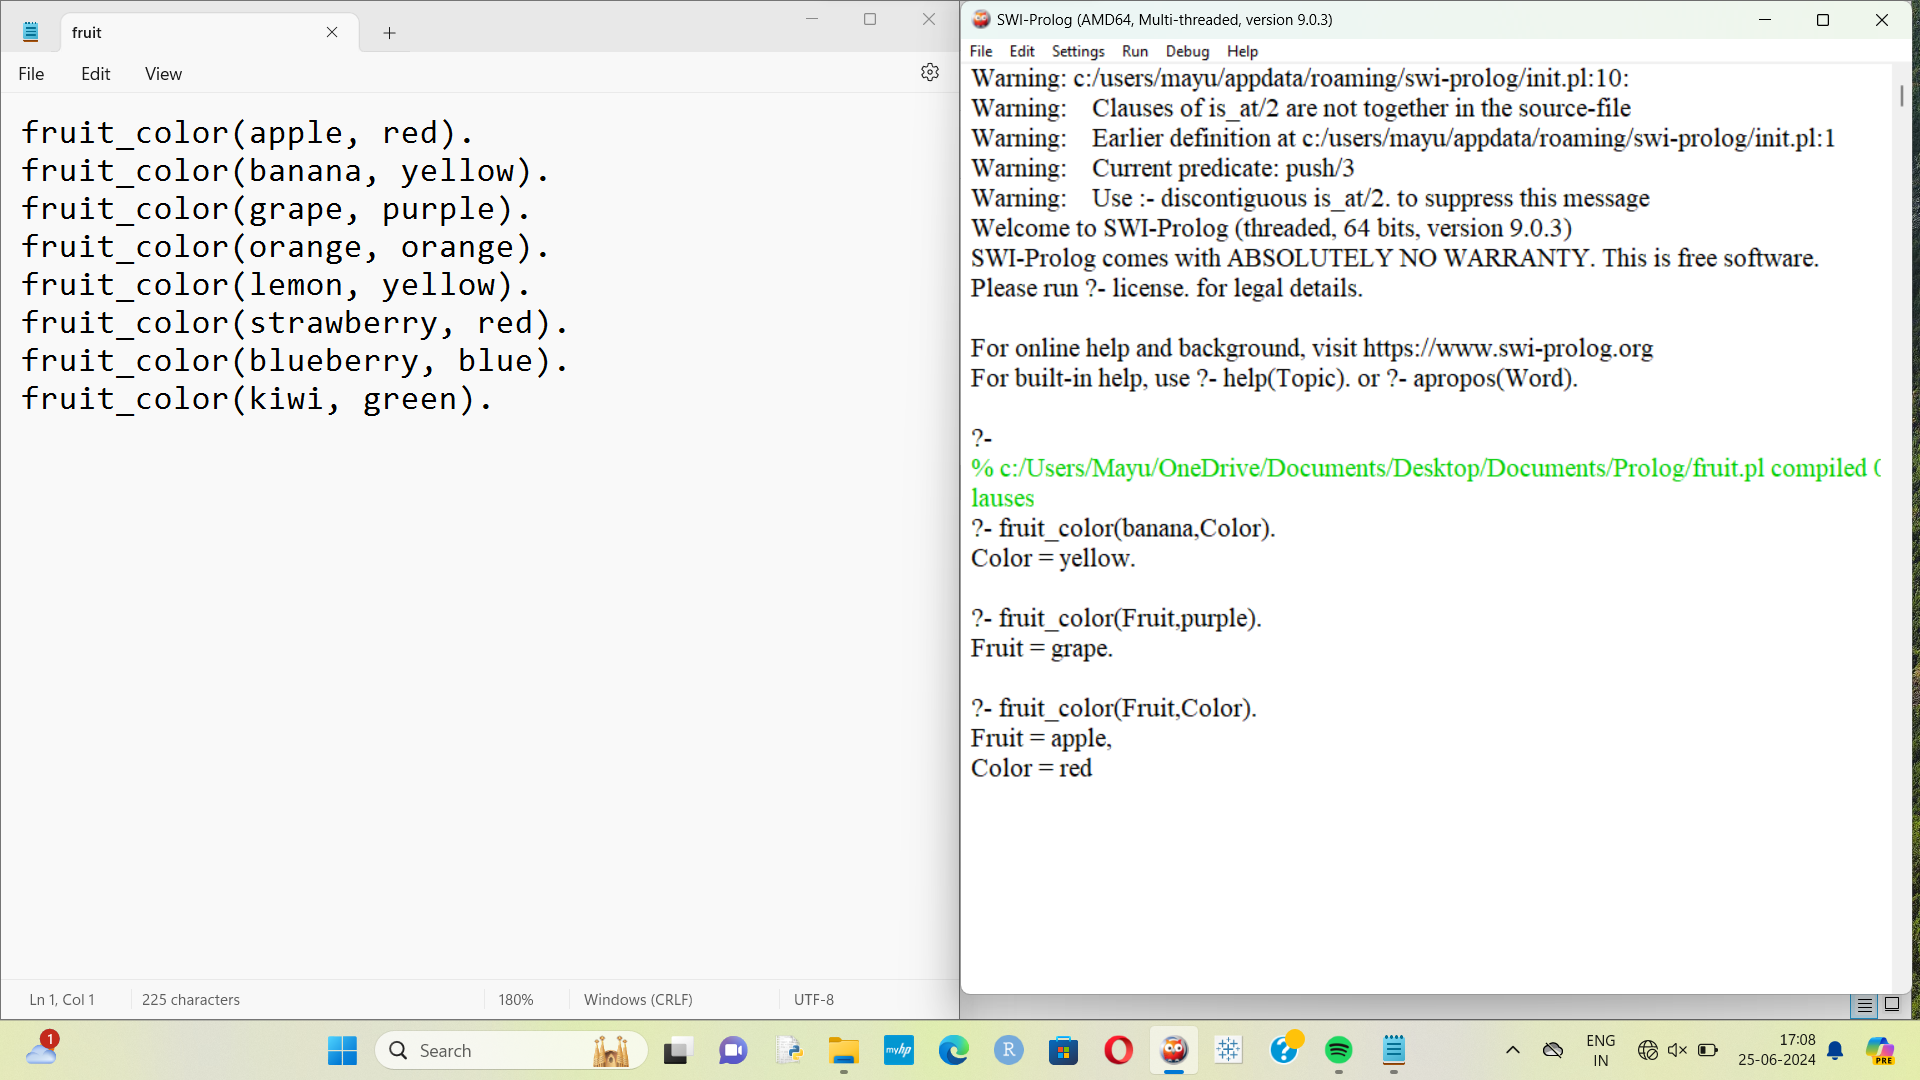 fruit
File Edit View
fruit_color(apple, red).
fruit_color(banana, yellow).
fruit_color(grape, purple).
fruit_color(orange, orange).
fruit_color(lemon, yellow).
fruit_color(strawberry, red).
fruit_color(blueberry, blue).
fruit_color(kiwi, green).
Ln 1, Col 1 225 characters 180% Windows (CRLF) UTF-8
SWI-Prolog (AMD64, Multi-threaded, version 9.0.3)
File Edit Settings Run Debug Help
Warning: c:/users/mayu/appdata/roaming/swi-prolog/init.pl:10:
Warning:    Clauses of is_at/2 are not together in the source-file
Warning:    Earlier definition at c:/users/mayu/appdata/roaming/swi-prolog/init.pl:1
Warning:    Current predicate: push/3
Warning:    Use :- discontiguous is_at/2. to suppress this message
Welcome to SWI-Prolog (threaded, 64 bits, version 9.0.3)
SWI-Prolog comes with ABSOLUTELY NO WARRANTY. This is free software.
Please run ?- license. for legal details.
For online help and background, visit https://www.swi-prolog.org
For built-in help, use ?- help(Topic). or ?- apropos(Word).
?-
% c:/Users/Mayu/OneDrive/Documents/Desktop/Documents/Prolog/fruit.pl compiled
lauses
?- fruit_color(banana,Color).
Color = yellow.
?- fruit_color(Fruit,purple).
Fruit = grape.
?- fruit_color(Fruit,Color).
Fruit = apple,
Color = red
1
Search
myhp
R
ENG
IN
17:08
25-06-2024
PRE